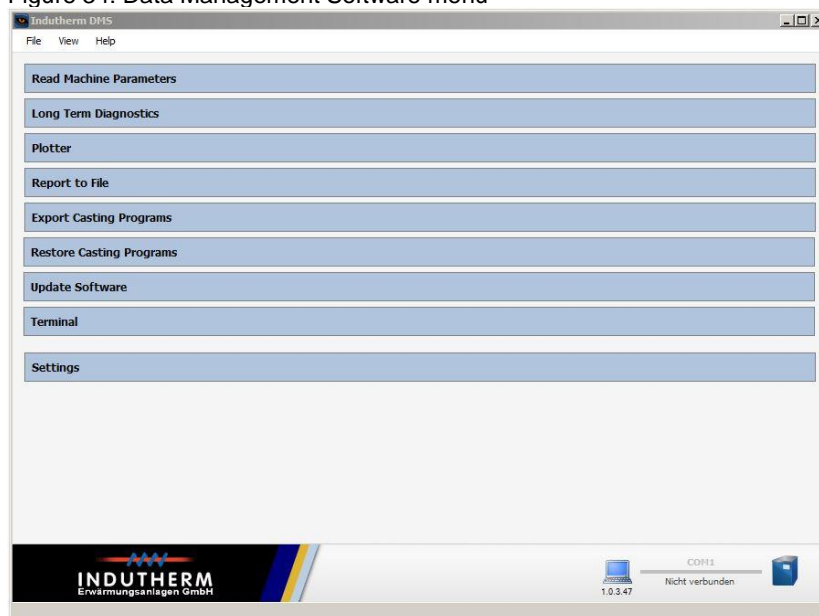 Figure 34. Data Management Software menu
Indutherm DMS
File View Help
Read Machine Parameters
Long Term Diagnostics
Plotter
Report to File
Export Casting Programs
Restore Casting Programs
Update Software
Terminal
Settings
INDUTHERM
Erwärmungsanlagen GmbH
1.0.3.47
COM1
Nicht verbunden